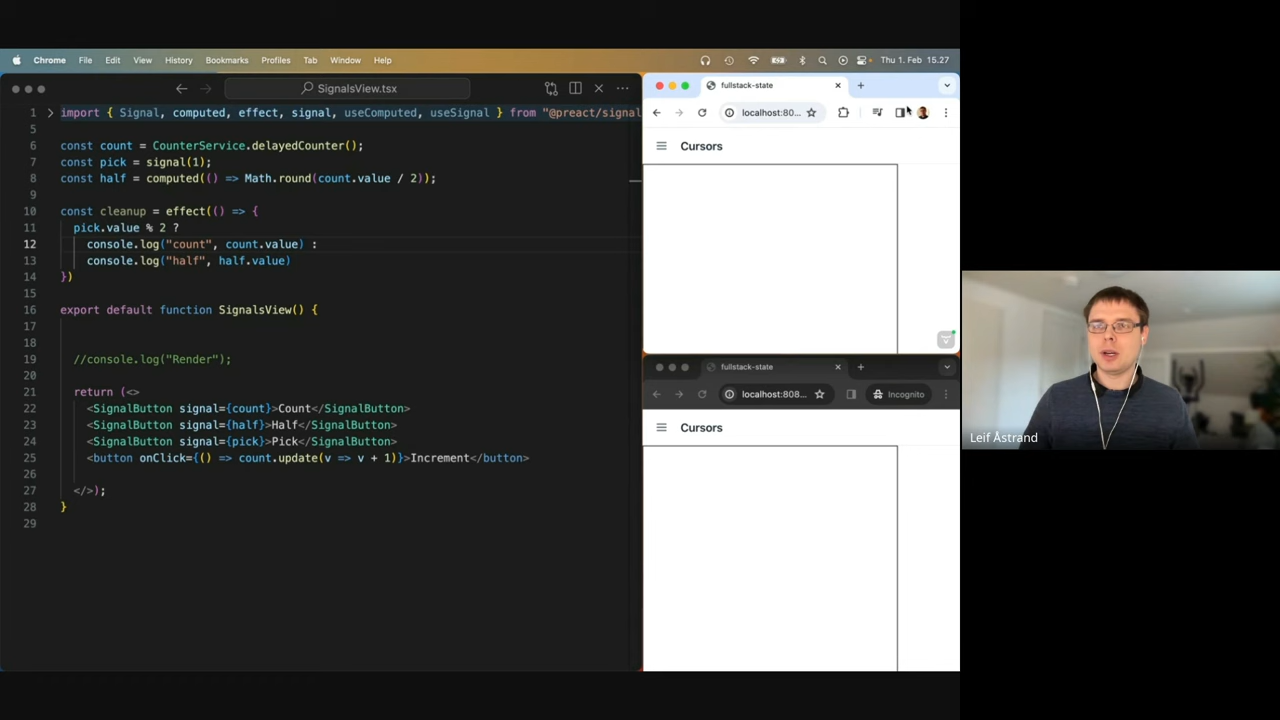 Chrome File Edit View History Bookmarks Profiles Tab Window Help Thu 1. Feb 15.27
SignalsView.tsx
1 import { Signal, computed, effect, signal, useComputed, useSignal } from "@preact/signal
5
6 const count = CounterService.delayedCounter();
7 const pick = signal(1);
8 const half = computed(() => Math.round(count.value / 2));
9
10 const cleanup = effect(() => {
11 pick.value % 2 ?
12 console.log("count", count.value) :
13 console.log("half", half.value)
14 })
15
16 export default function SignalsView() {
17
18
19 //console.log("Render");
20
21 return (<>
22 <SignalButton signal={count}>Count</SignalButton>
23 <SignalButton signal={half}>Half</SignalButton>
24 <SignalButton signal={pick}>Pick</SignalButton>
25 <button onClick={() => count.update(v => v + 1)}>Increment</button>
26
27 </>);
28 }
29
fullstack-state
localhost:80...
Cursors
fullstack-state
localhost:808... Incognito
Cursors
Leif Åstrand